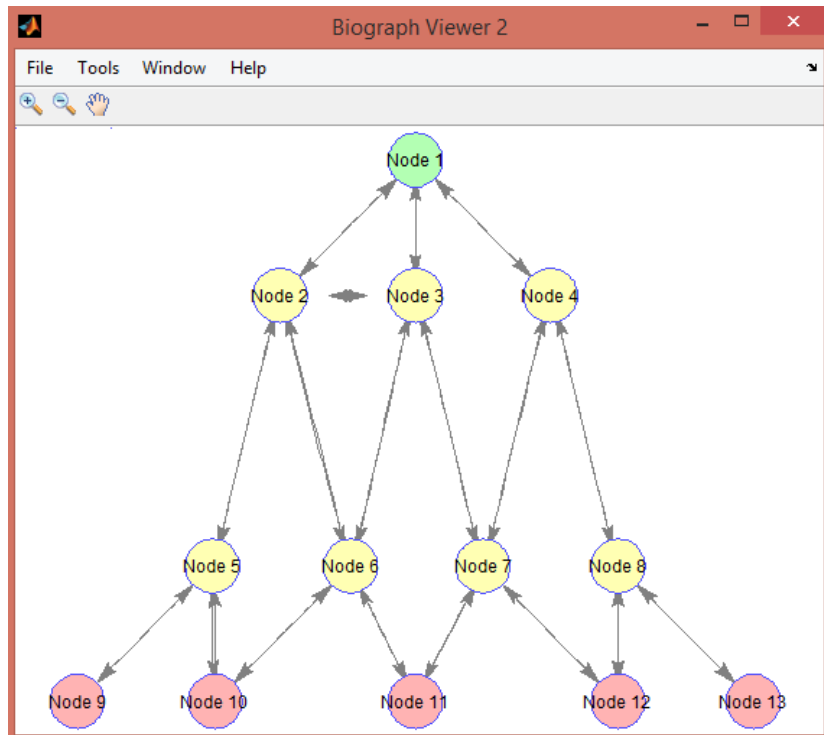 Biograph Viewer 2
File Tools Window Help
Node 1
Node 2 Node 3 Node 4
Node 5 Node 6 Node 7 Node 8
Node 9 Node 10 Node 11 Node 12 Node 13